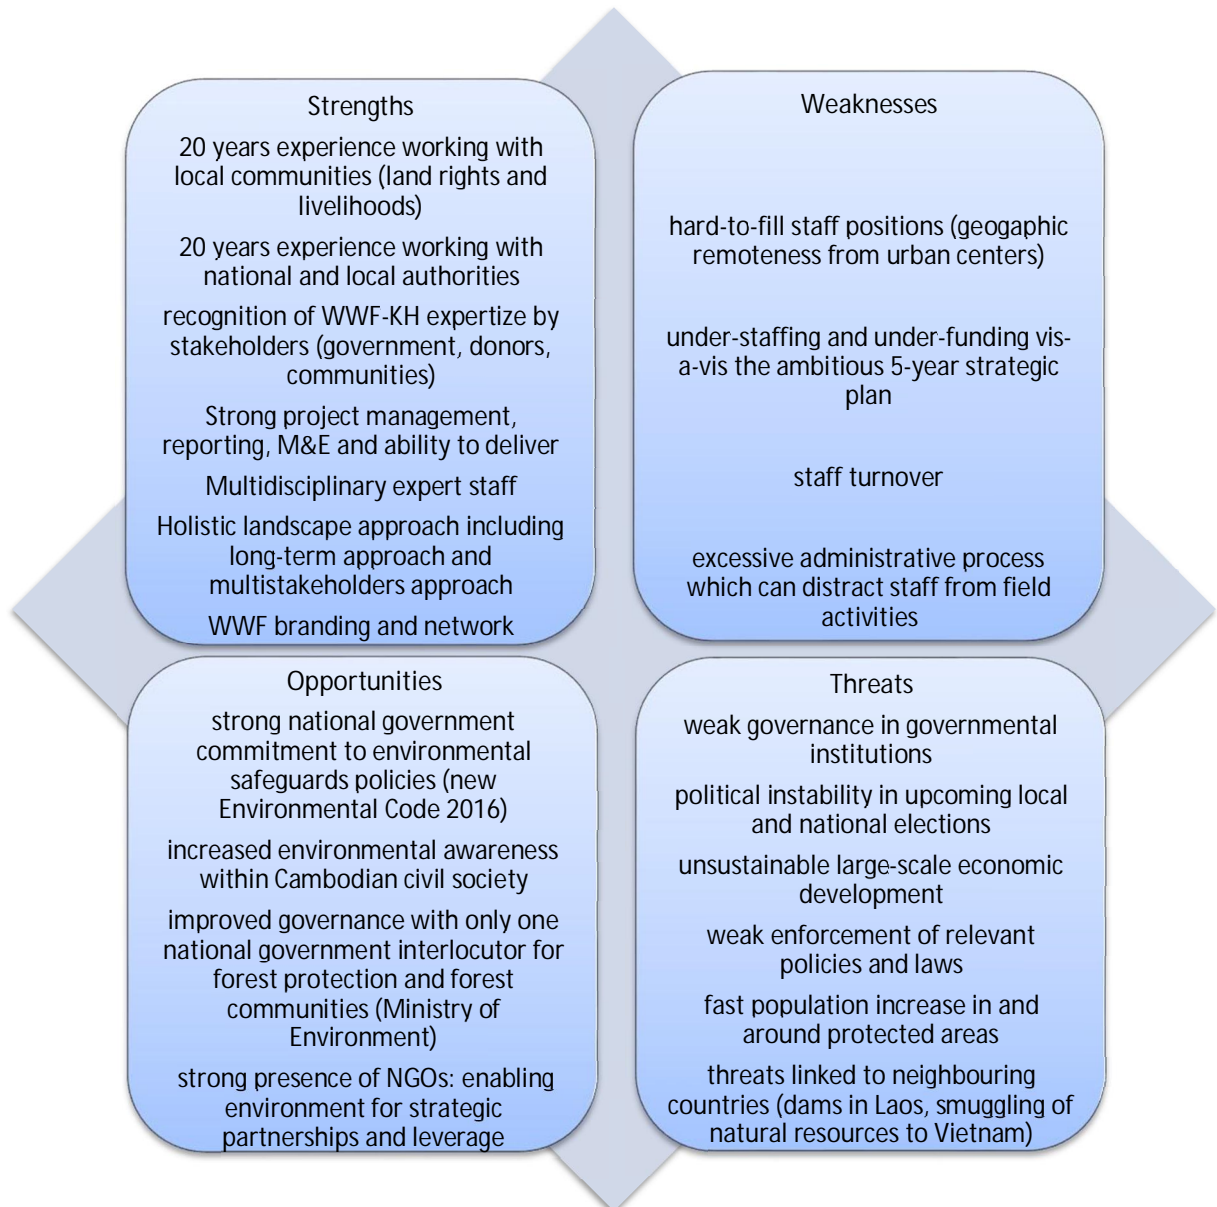 Strengths
20 years experience working with
local communities (land rights and
livelihoods)
20 years experience working with
national and local authorities
recognition of WWF-KH expertize by
stakeholders (government, donors,
communities)
Strong project management,
reporting, M&E and ability to deliver
Multidisciplinary expert staff
Holistic landscape approach including
long-term approach and
multistakeholders approach
WWF branding and network
Weaknesses
hard-to-fill staff positions (geogaphic
remoteness from urban centers)
under-staffing and under-funding vis-
a-vis the ambitious 5-year strategic
plan
staff turnover
excessive administrative process
which can distract staff from field
activities
Opportunities
strong national government
commitment to environmental
safeguards policies (new
Environmental Code 2016)
increased environmental awareness
within Cambodian civil society
improved governance with only one
national government interlocutor for
forest protection and forest
communities (Ministry of
Environment)
strong presence of NGOs: enabling
environment for strategic
partnerships and leverage
Threats
weak governance in governmental
institutions
political instability in upcoming local
and national elections
unsustainable large-scale economic
development
weak enforcement of relevant
policies and laws
fast population increase in and
around protected areas
threats linked to neighbouring
countries (dams in Laos, smuggling of
natural resources to Vietnam)